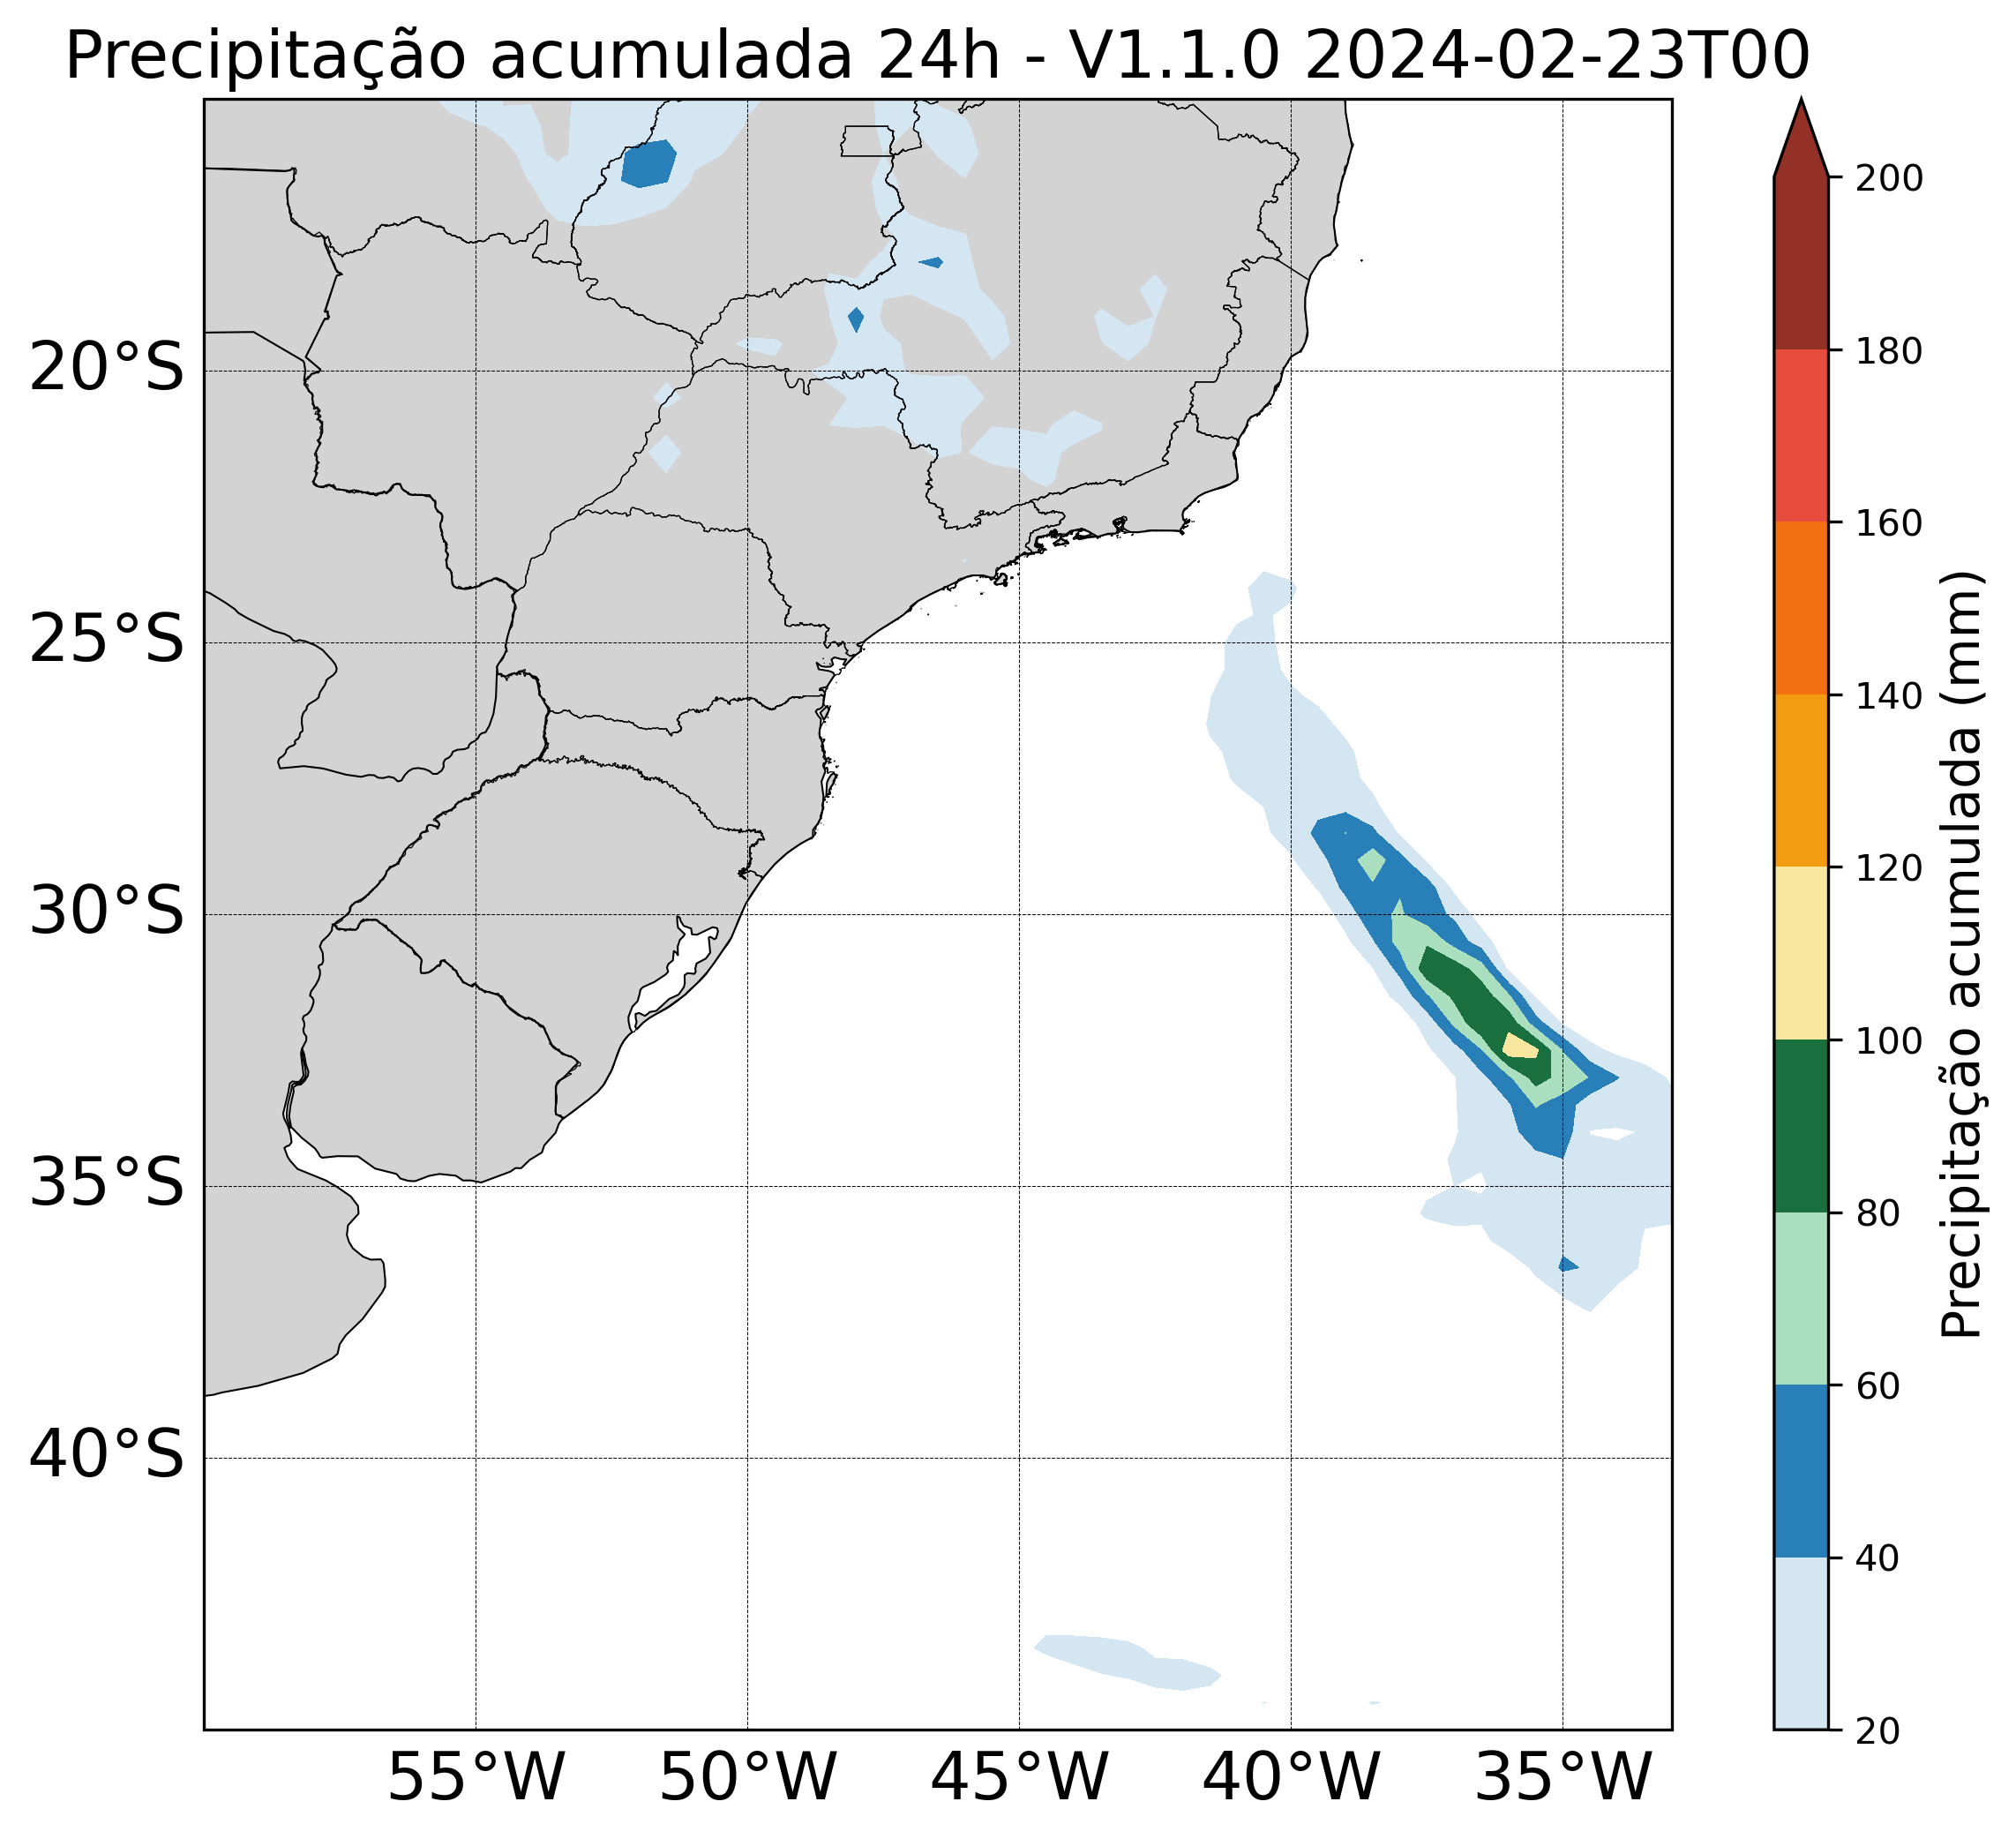 Precipitação acumulada 24h - V1.1.0 2024-02-23T00
20°S
25°S
30°S
35°S
40°S
55°W
50°W
45°W
40°W
35°W
200
180
160
140
120
100
80
60
40
20
Precipitação acumulada (mm)